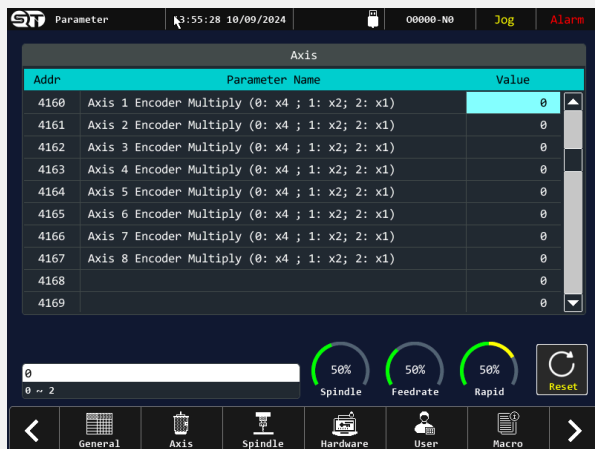 ST Parameter 13:55:28 10/09/2024 O0000-N0 Jog Alarm
Axis
Addr Parameter Name Value
4160 Axis 1 Encoder Multiply (0: x4 ; 1: x2; 2: x1) 0
4161 Axis 2 Encoder Multiply (0: x4 ; 1: x2; 2: x1) 0
4162 Axis 3 Encoder Multiply (0: x4 ; 1: x2; 2: x1) 0
4163 Axis 4 Encoder Multiply (0: x4 ; 1: x2; 2: x1) 0
4164 Axis 5 Encoder Multiply (0: x4 ; 1: x2; 2: x1) 0
4165 Axis 6 Encoder Multiply (0: x4 ; 1: x2; 2: x1) 0
4166 Axis 7 Encoder Multiply (0: x4 ; 1: x2; 2: x1) 0
4167 Axis 8 Encoder Multiply (0: x4 ; 1: x2; 2: x1) 0
4168 0
4169 0
0
0 ~ 2
50% 50% 50%
Spindle Feedrate Rapid Reset
General Axis Spindle Hardware User Macro